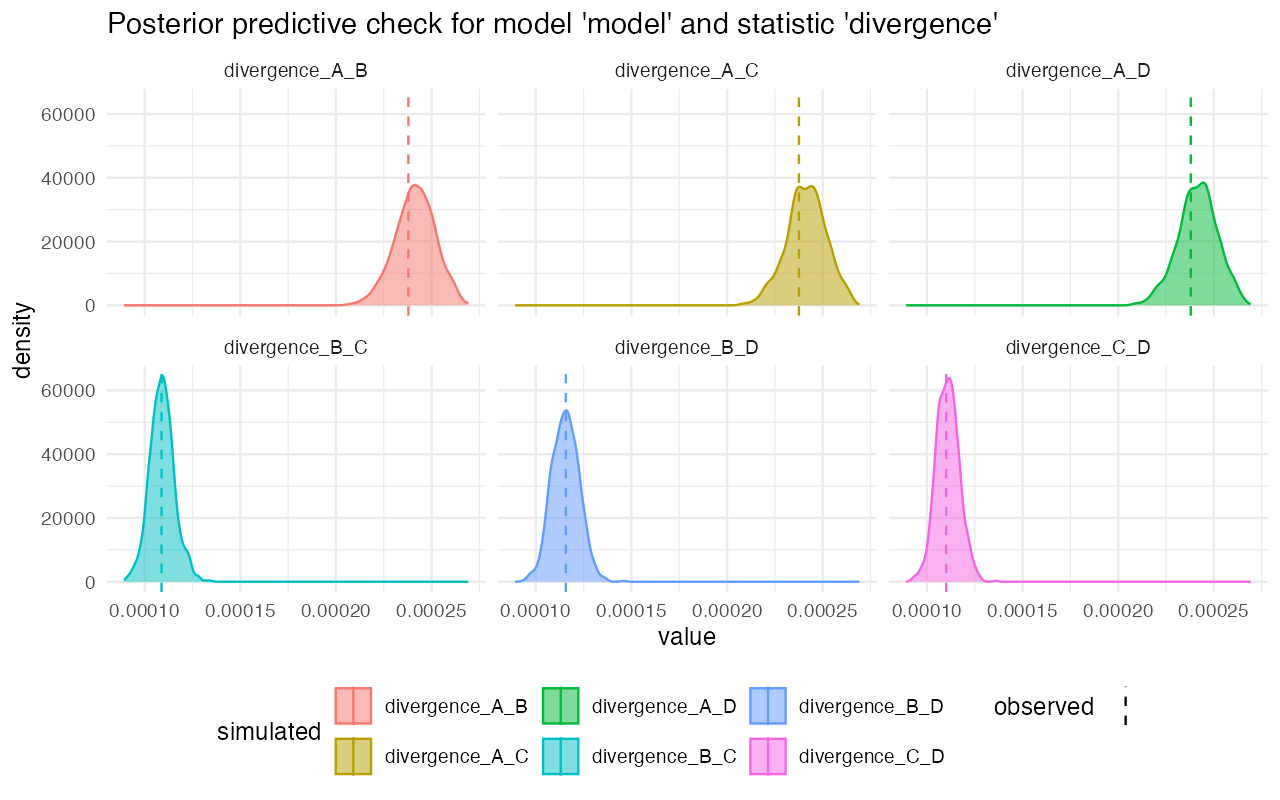 Posterior predictive check for model 'model' and statistic 'divergence'
divergence_A_B
divergence_A_C
divergence_A_D
60000
40000
20000
0
density
divergence_B_C
divergence_B_D
divergence_C_D
60000
40000
20000
0
0.00010 0.00015 0.00020 0.00025
0.00010 0.00015 0.00020 0.00025
0.00010 0.00015 0.00020 0.00025
value
simulated
divergence_A_B
divergence_A_D
divergence_B_D
divergence_A_C
divergence_B_C
divergence_C_D
observed